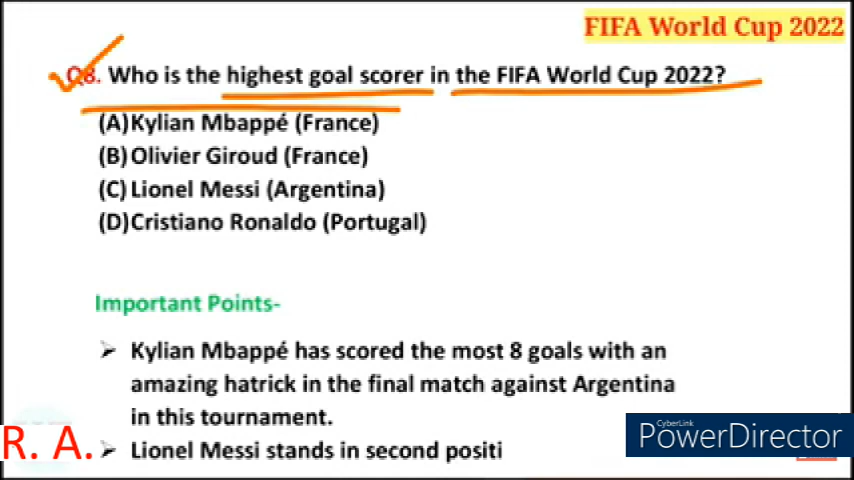 FIFA World Cup 2022
Q8. Who is the highest goal scorer in the FIFA World Cup 2022?
(A) Kylian Mbappé (France)
(B) Olivier Giroud (France)
(C) Lionel Messi (Argentina)
(D) Cristiano Ronaldo (Portugal)
Important Points-
➢ Kylian Mbappé has scored the most 8 goals with an
amazing hatrick in the final match against Argentina
in this tournament.
R. A.
➢ Lionel Messi stands in second positi
CyberLink
PowerDirector